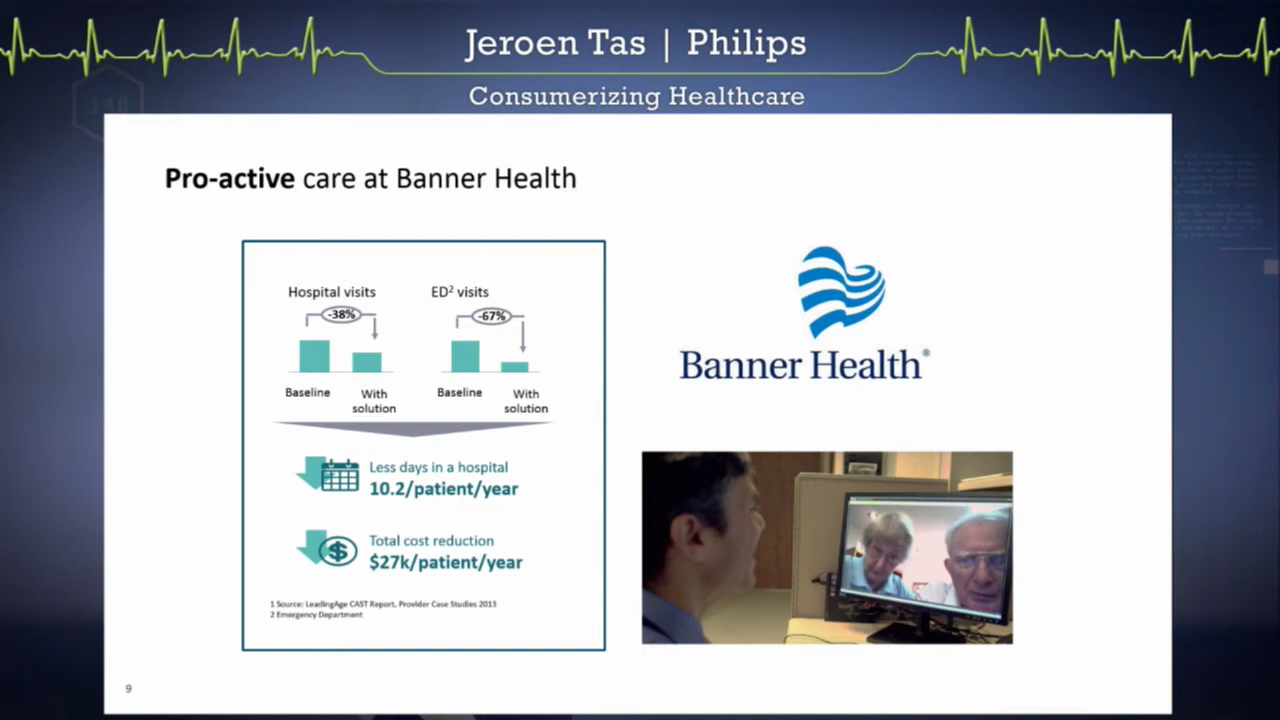 Jeroen Tas | Philips
Consumerizing Healthcare
Pro-active care at Banner Health
Hospital visits
-38%
Baseline
With
solution
ED² visits
-67%
Baseline
With
solution
Less days in a hospital
10.2/patient/year
Total cost reduction
$27k/patient/year
1 Source: LeadingAge CAST Report, Provider Case Studies 2013
2 Emergency Department
Banner Health®
9